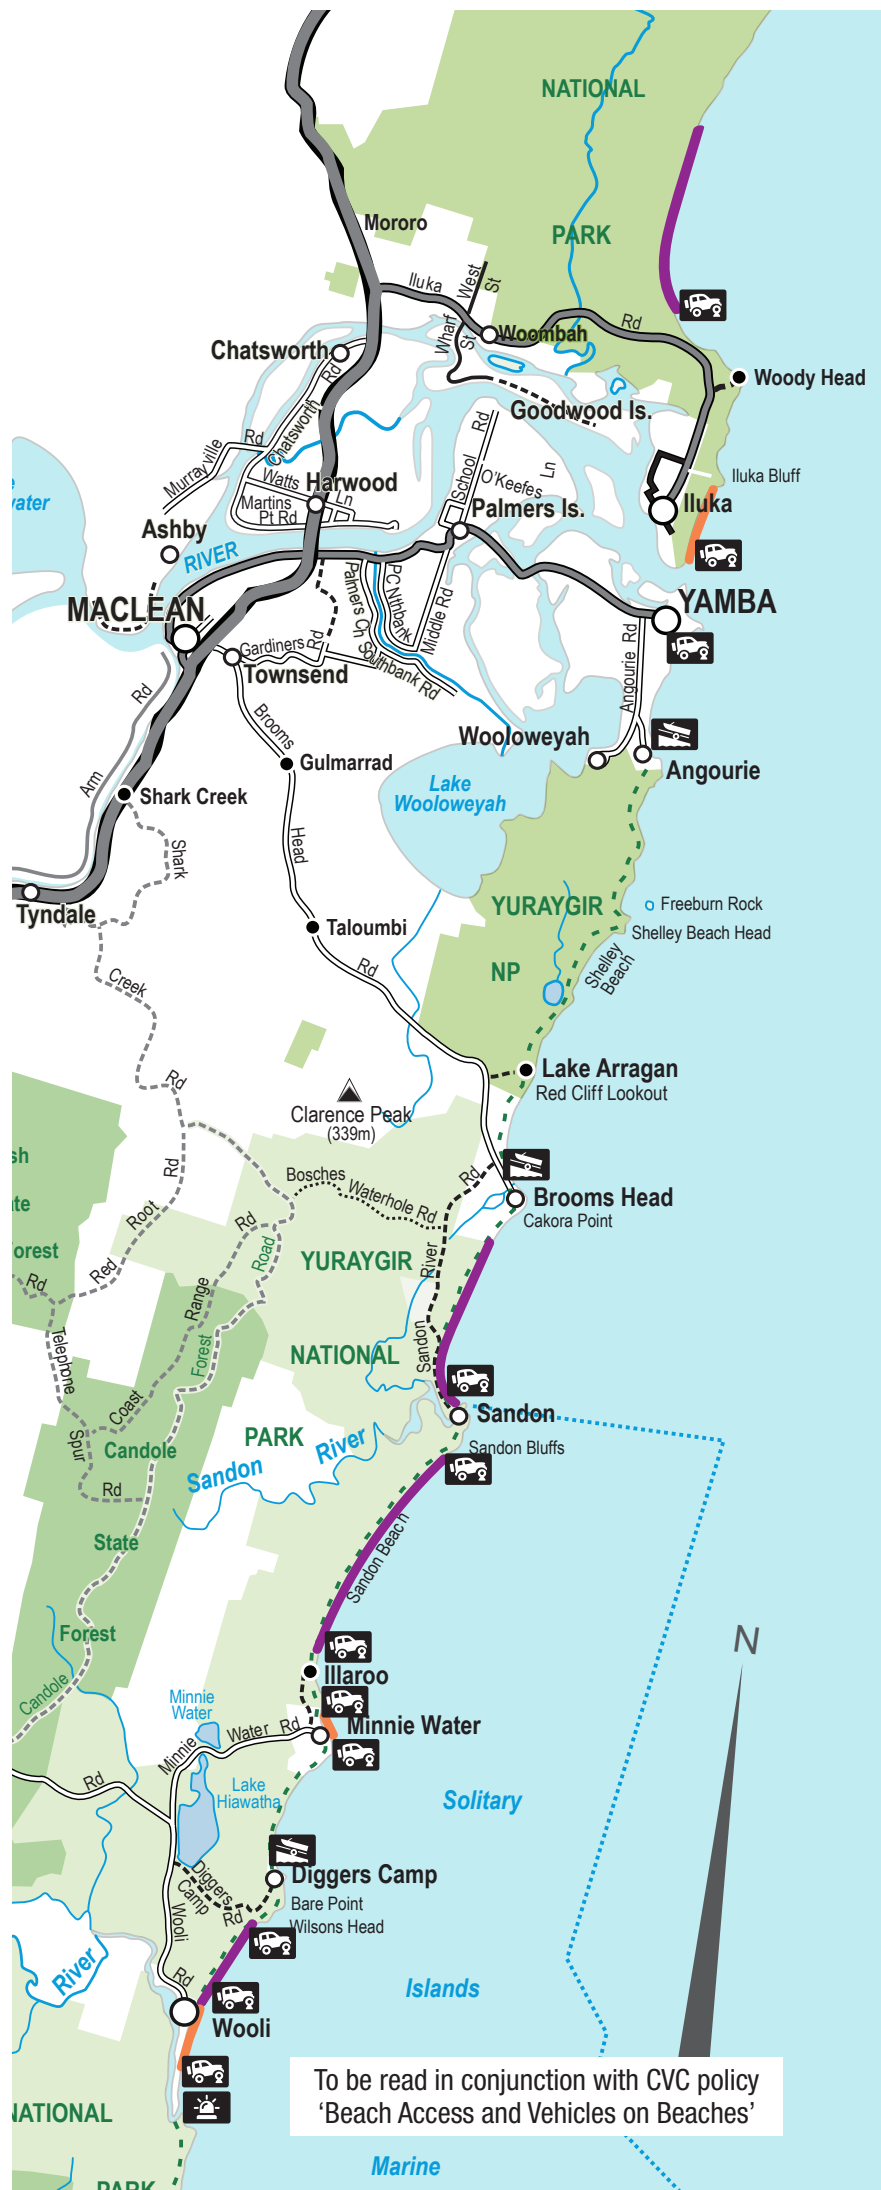 NATIONAL
PARK
Mororo
Iluka
West
St
Rd
Wharf
St
Woombah
Chatsworth
Rd
Chatsworth
Woody Head
Goodwood Is.
Rd
Murrayville
Rd
School
O'Keefes
Ln
Iluka Bluff
water
Watts
Harwood
Ln
Martins
Pt Rd
Palmers Is.
Iluka
Ashby
RIVER
MACLEAN
Palmers Ch
PC Nthbank
Middle Rd
YAMBA
Gardiners
Rd
Southbank Rd
Angourie Rd
Townsend
Rd
Brooms
Wooloweyah
Gulmarrad
Angourie
Arm
Lake
Wooloweyah
Shark Creek
Head
Shark
Tyndale
YURAYGIR
Freeburn Rock
Taloumbi
Shelley Beach Head
Rd
Shelley
Beach
NP
Creek
Rd
Lake Arragan
Red Cliff Lookout
Clarence Peak
(339m)
sh
Rd
Bosches
Waterhole Rd
Rd
Brooms Head
Cakora Point
ate
Root
Rd
Forest
Road
YURAYGIR
River
Red
Rd
Range
Telephone
Forest
NATIONAL
Sandon
Coast
Sandon
Spur
Candole
PARK
River
Sandon Bluffs
Sandon
Rd
State
Sandon Beach
Forest
N
Candole
Illaroo
Minnie
Water
Minnie
Water
Rd
Minnie Water
Rd
Lake
Hiawatha
Solitary
Diggers
Camp
Rd
Diggers Camp
Bare Point
Wilsons Head
Wooli
River
Rd
Islands
Wooli
To be read in conjunction with CVC policy
‘Beach Access and Vehicles on Beaches’
NATIONAL
Marine
PARK